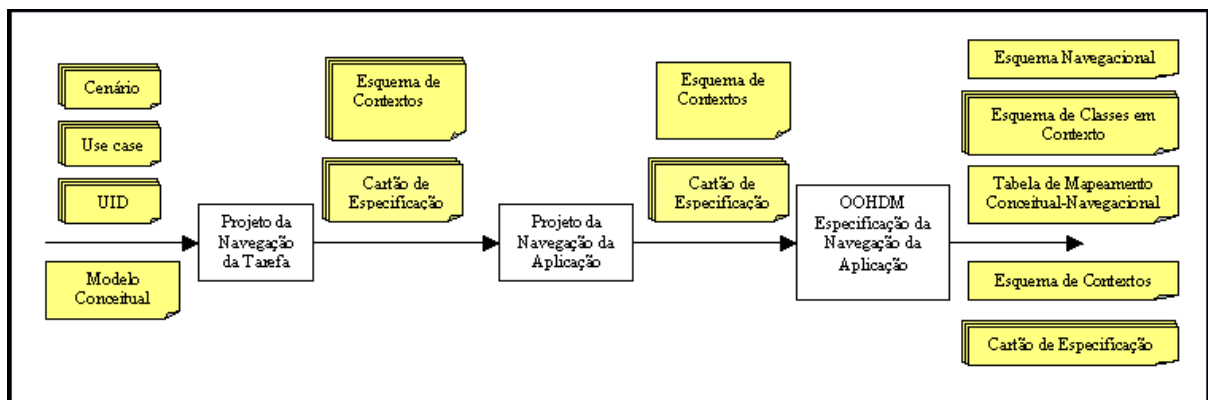 Cenário
Use case
UID
Modelo
Conceitual
Projeto da
Navegação
da Tarefa
Esquema de
Contextos
Cartão de
Especificação
Projeto da
Navegação da
Aplicação
Esquema de
Contextos
Cartão de
Especificação
OOHDM
Especificação da
Navegação da
Aplicação
Esquema Navegacional
Esquema de Classes em
Contexto
Tabela de Mapeamento
Conceitual-Navegacional
Esquema de Contextos
Cartão de Especificação